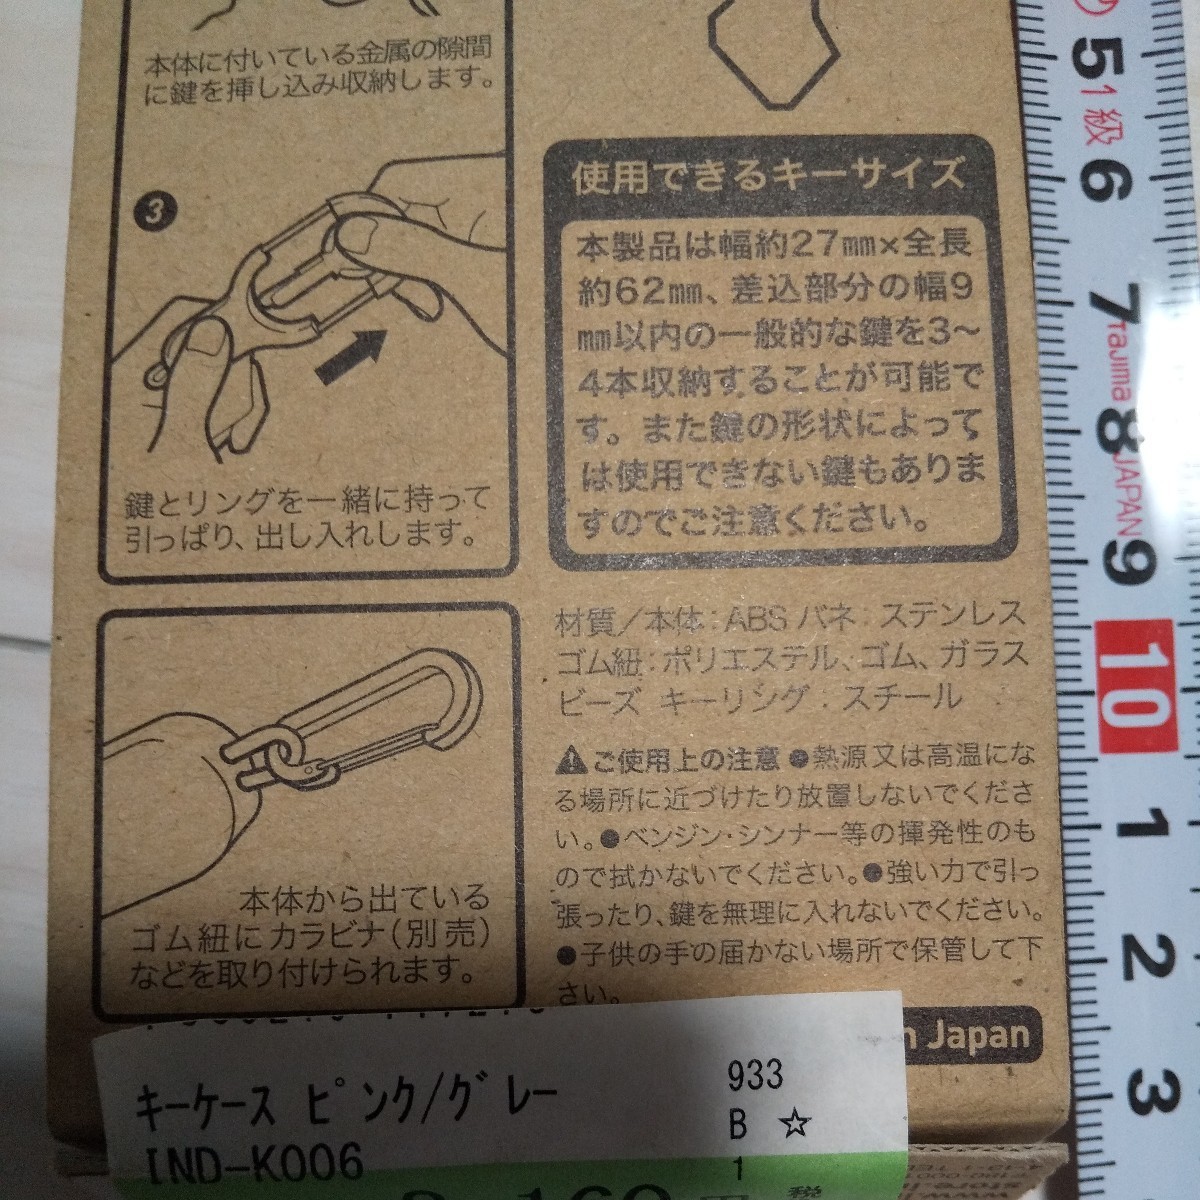 本体に付いている金属の隙間
に鍵を挿し込み収納します。
3
鍵とリングを一緒に持って
引っぱり、出し入れします。
本体から出ている
ゴム紐にカラビナ（別売）
などを取り付けられます。
使用できるキーサイズ
本製品は幅約27㎜×全長
約62㎜、差込部分の幅9
㎜以内の一般的な鍵を3〜
4本収納することが可能で
す。また鍵の形状によって
は使用できない鍵もありま
すのでご注意ください。
材質／本体：ABS バネ：ステンレス
ゴム紐：ポリエステル、ゴム、ガラス
ビーズ キーリング：スチール
ご使用上の注意 ●熱源又は高温にな
る場所に近づけたり放置しないでくださ
い。●ベンジン・シンナー等の揮発性のも
ので拭かないでください。●強い力で引っ
張ったり、鍵を無理に入れないでください。
●子供の手の届かない場所で保管して下
さい。
Japan
キーケース ピンク/グレー
IND-K006
933
B ☆
1
税
5
1級
6
7
Tajima
8
JAPAN
9
10
1
2
3